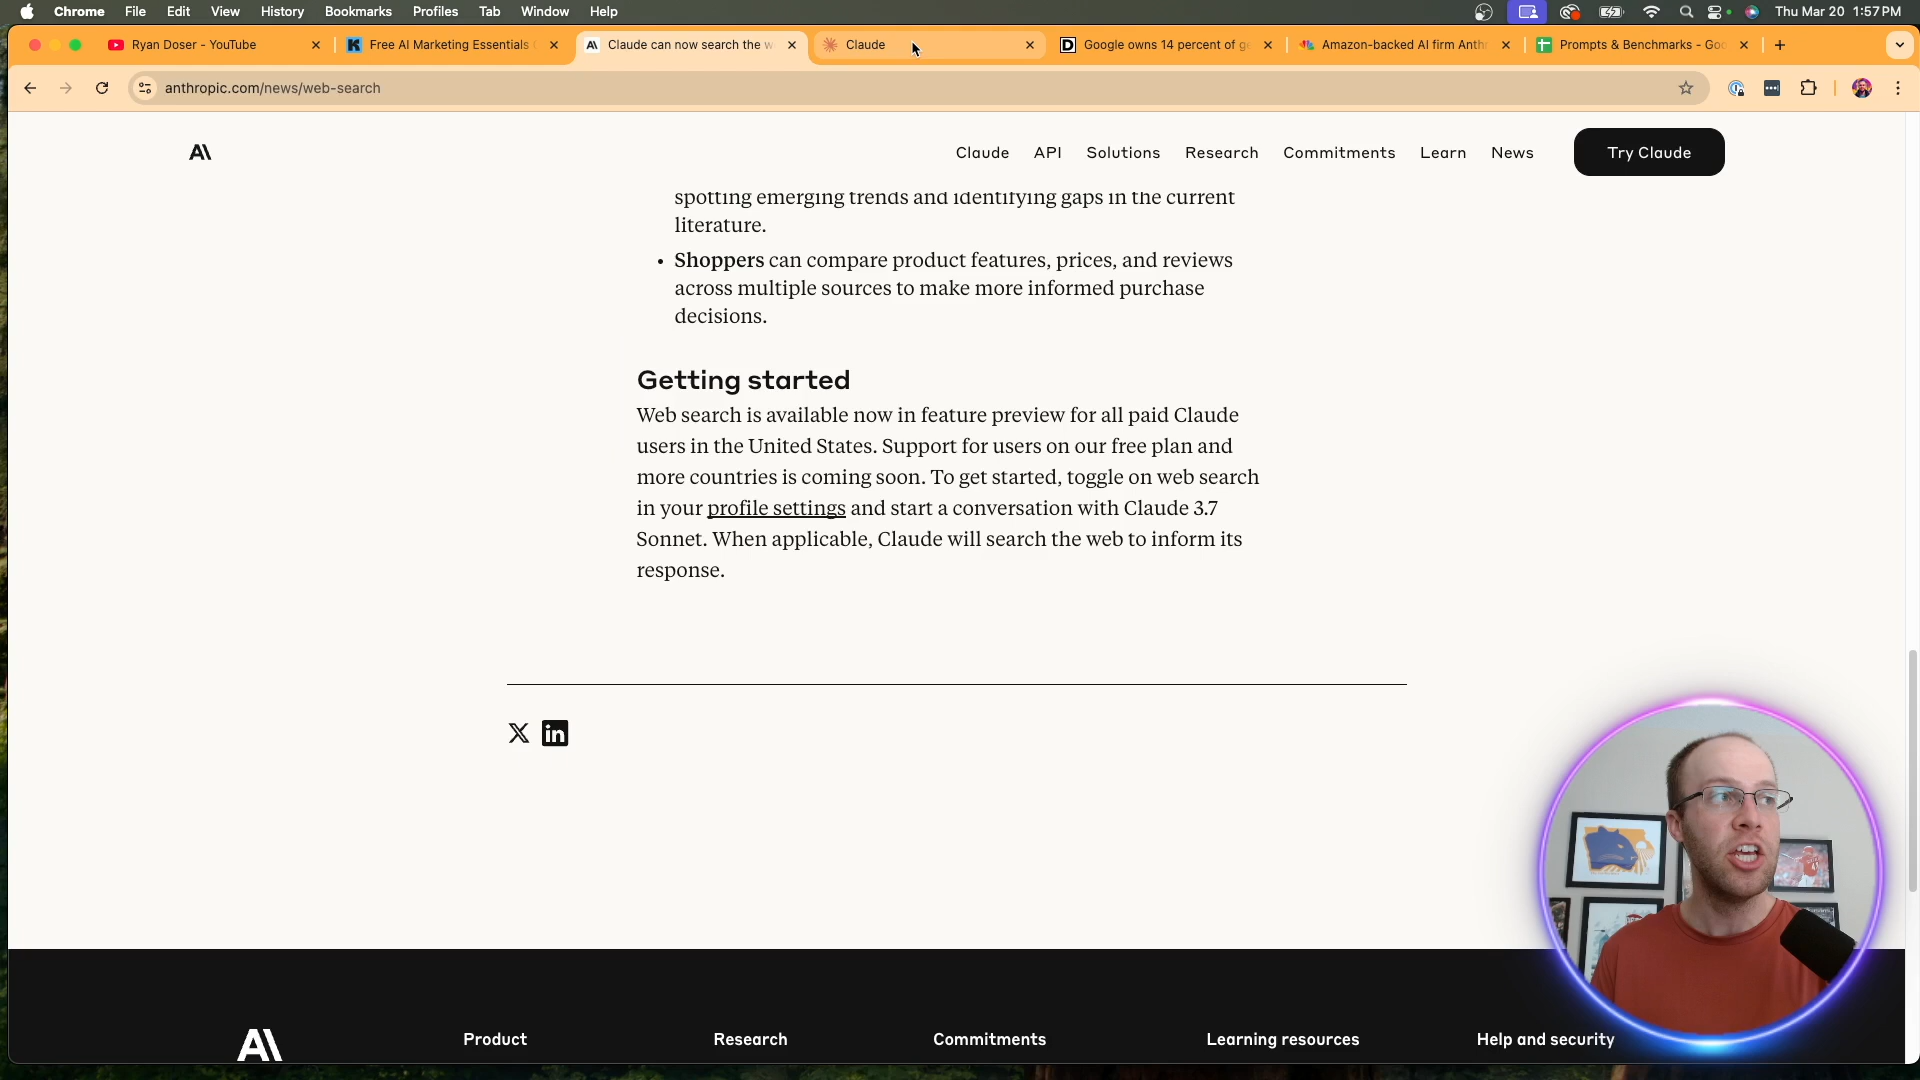 Chrome File Edit View History Bookmarks Profiles Tab Window Help Thu Mar 20 1:57 PM
Ryan Doser - YouTube
Free AI Marketing Essentials
Claude can now search the w
Claude
Google owns 14 percent of g
Amazon-backed AI firm Anth
Prompts & Benchmarks - Goo
anthropic.com/news/web-search
Claude API Solutions Research Commitments Learn News Try Claude
spotting emerging trends and identifying gaps in the current
literature.
• Shoppers can compare product features, prices, and reviews
across multiple sources to make more informed purchase
decisions.
Getting started
Web search is available now in feature preview for all paid Claude
users in the United States. Support for users on our free plan and
more countries is coming soon. To get started, toggle on web search
in your profile settings and start a conversation with Claude 3.7
Sonnet. When applicable, Claude will search the web to inform its
response.
Product Research Commitments Learning resources Help and security